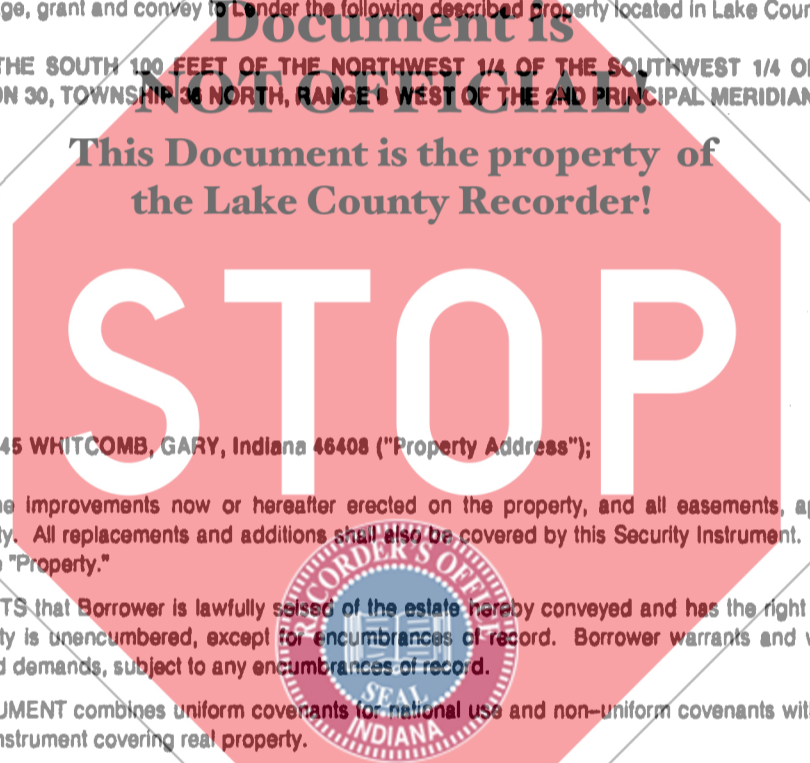 ge, grant and convey to Lender the following described property located in Lake Coun
Document is
THE SOUTH 100 FEET OF THE NORTHWEST 1/4 OF THE SOUTHWEST 1/4 OF
ON 30, TOWNSHIP 36 NORTH, RANGE 8 WEST OF THE 2ND PRINCIPAL MERIDIAN
NOT OFFICIAL!
This Document is the property of
the Lake County Recorder!
STOP
45 WHITCOMB, GARY, Indiana 46408 ("Property Address");
e improvements now or hereafter erected on the property, and all easements, ap
ty. All replacements and additions shall also be covered by this Security Instrument.
"Property."
TS that Borrower is lawfully seised of the estate hereby conveyed and has the right
ty is unencumbered, except for encumbrances of record. Borrower warrants and w
d demands, subject to any encumbrances of record.
UMENT combines uniform covenants for national use and non-uniform covenants wit
nstrument covering real property.
RECORDER'S OFFICE
SEAL
INDIANA